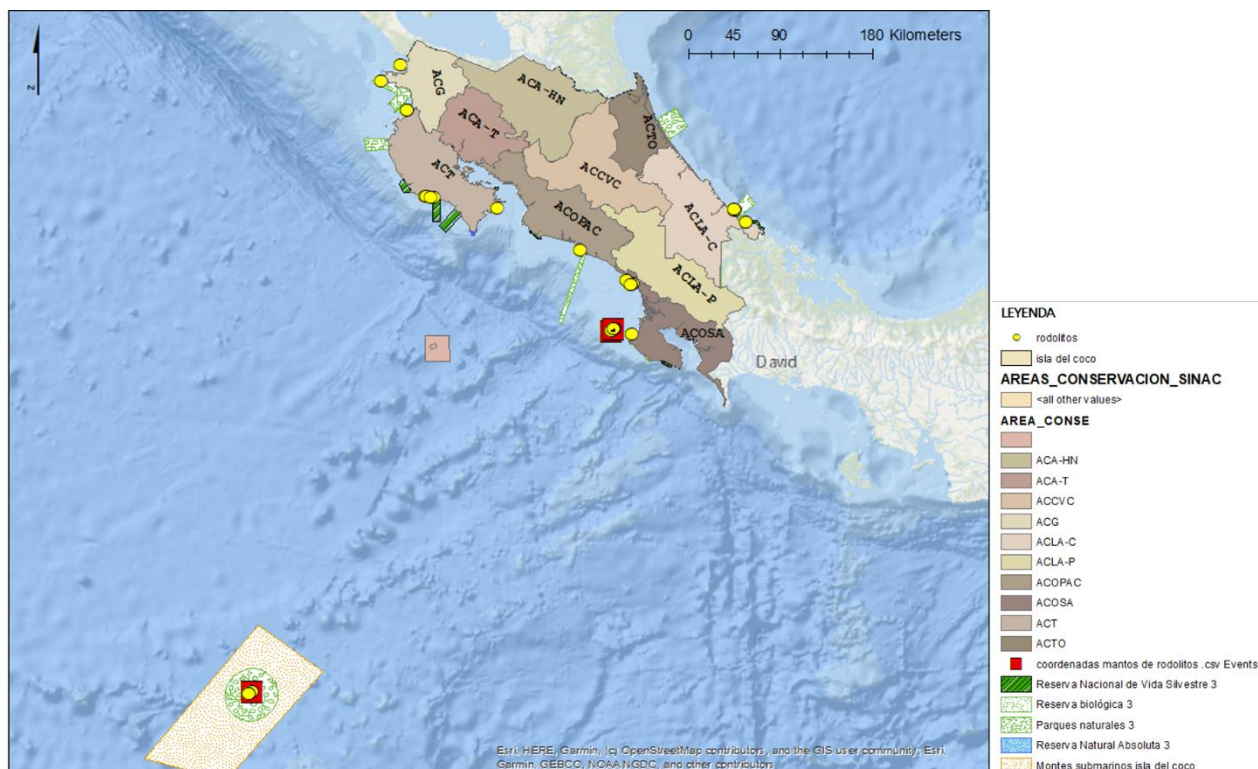 0 45 90 180 Kilometers
Z
ACG
ACA-HN
ACA-T
ACTO
ACT
ACCVC
ACOPAC
ACLA-C
ACLA-P
ACOSA
David
Esri, HERE, Garmin, (c) OpenStreetMap contributors, and the GIS user community; Esri,
Garmin, GEBCO, NOAA NGDC, and other contributors
LEYENDA
rodolitos
isla del coco
AREAS_CONSERVACION_SINAC
<all other values>
AREA_CONSE
ACA-HN
ACA-T
ACCVC
ACG
ACLA-C
ACLA-P
ACOPAC
ACOSA
ACT
ACTO
coordenadas mantos de rodolitos .csv Events
Reserva Nacional de Vida Silvestre 3
Reserva biológica 3
Parques naturales 3
Reserva Natural Absoluta 3
Montes submarinos isla del coco